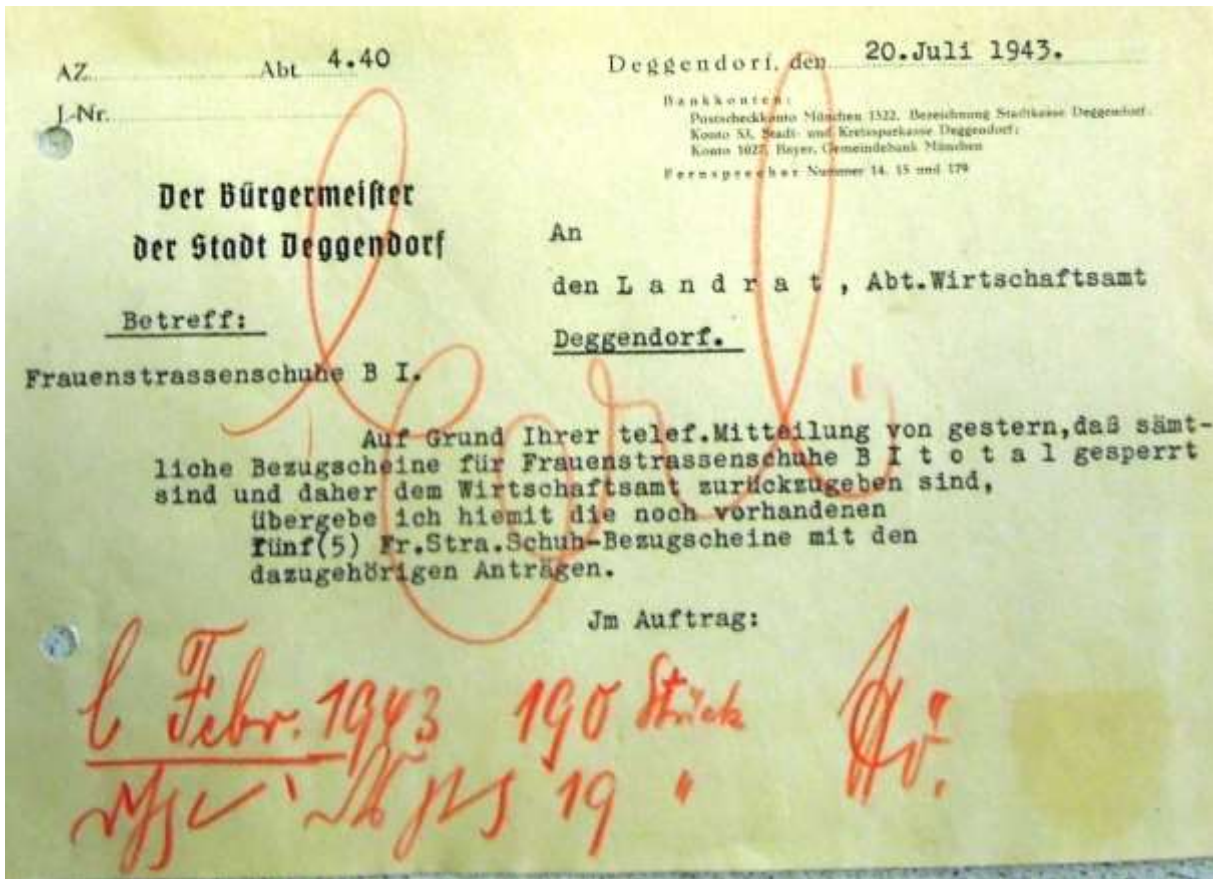 AZ. Abt. 4.40
J.-Nr.
Deggendorf, den 20.Juli 1943.
Bankkonten:
Postscheckkonto München 1522, Bezeichnung Stadtkasse Deggendorf;
Konto 53, Stadt- und Kreissparkasse Deggendorf;
Konto 1027, Bayer. Gemeindebank München
Fernsprecher Nummer 14, 15 und 179
Der Bürgermeister
der Stadt Deggendorf
An
den L a n d r a t , Abt.Wirtschaftsamt
Deggendorf.
Betreff:
Frauenstrassenschuhe B I.
Auf Grund Ihrer telef.Mitteilung von gestern,daß sämt-
liche Bezugscheine für Frauenstrassenschuhe B I t o t a l gesperrt
sind und daher dem Wirtschaftsamt zurückzugeben sind,
übergebe ich hiemit die noch vorhandenen
fünf(5) Fr.Stra.Schuh-Bezugscheine mit den
dazugehörigen Anträgen.
Jm Auftrag:
Febr. 1943 190 Stück
19 "